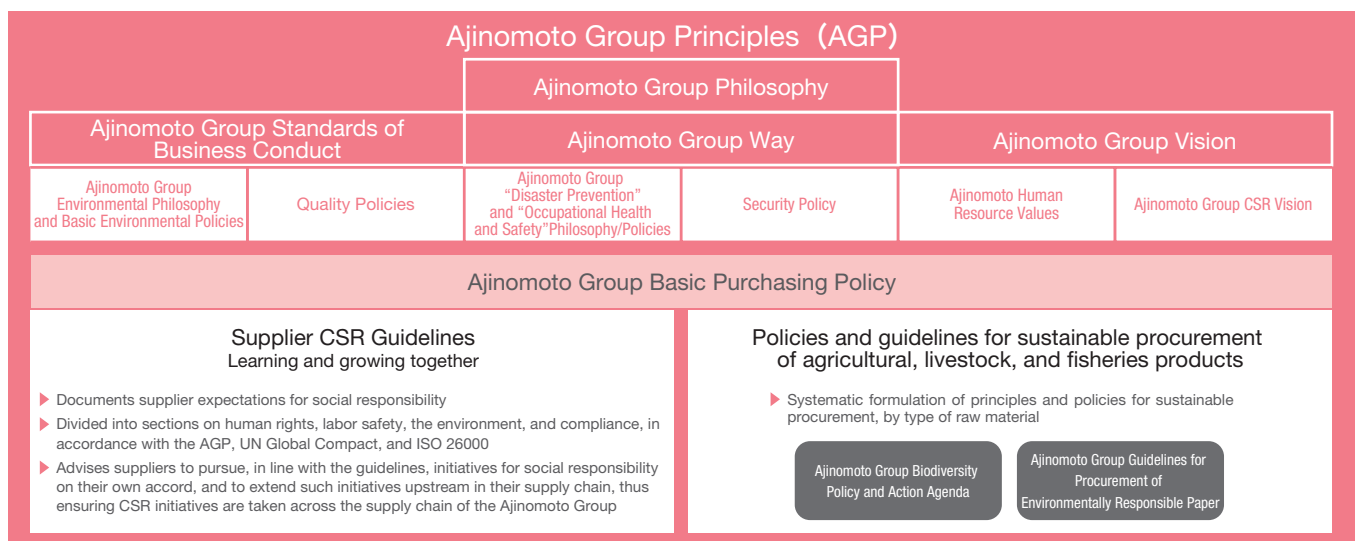 Ajinomoto Group Principles (AGP)
Ajinomoto Group Philosophy
Ajinomoto Group Standards of
Business Conduct
Ajinomoto Group Way
Ajinomoto Group Vision
Ajinomoto Group
Environmental Philosophy
and Basic Environmental Policies
Quality Policies
Ajinomoto Group
“Disaster Prevention”
and “Occupational Health
and Safety”Philosophy/Policies
Security Policy
Ajinomoto Human
Resource Values
Ajinomoto Group CSR Vision
Ajinomoto Group Basic Purchasing Policy
Supplier CSR Guidelines
Learning and growing together
Documents supplier expectations for social responsibility
Divided into sections on human rights, labor safety, the environment, and compliance, in
accordance with the AGP, UN Global Compact, and ISO 26000
Advises suppliers to pursue, in line with the guidelines, initiatives for social responsibility
on their own accord, and to extend such initiatives upstream in their supply chain, thus
ensuring CSR initiatives are taken across the supply chain of the Ajinomoto Group
Policies and guidelines for sustainable procurement
of agricultural, livestock, and fisheries products
Systematic formulation of principles and policies for sustainable
procurement, by type of raw material
Ajinomoto Group Biodiversity
Policy and Action Agenda
Ajinomoto Group Guidelines for
Procurement of
Environmentally Responsible Paper